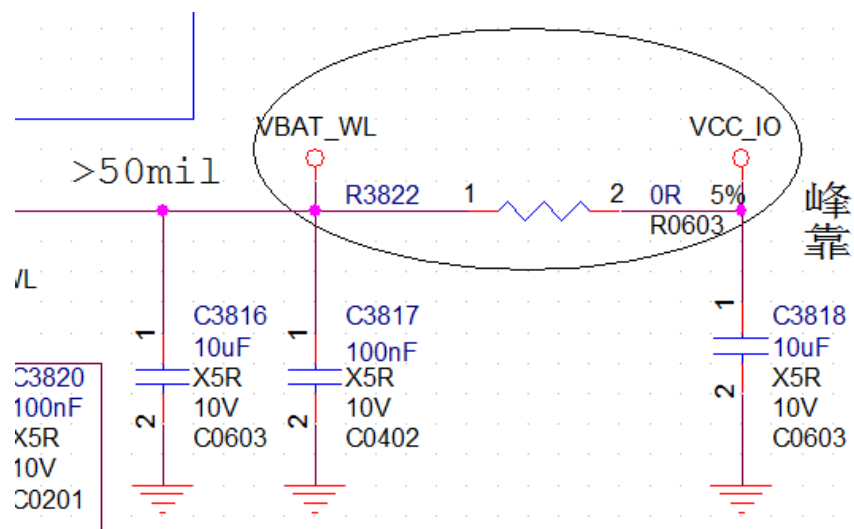 VBAT_WL
VCC_IO
>50mil
R3822
1
2
0R
5%
R0603
峰
靠
C3816
10uF
X5R
10V
C0603
1
2
C3817
100nF
X5R
10V
C0402
1
2
C3818
10uF
X5R
10V
C0603
1
2
C3820
100nF
X5R
10V
C0201